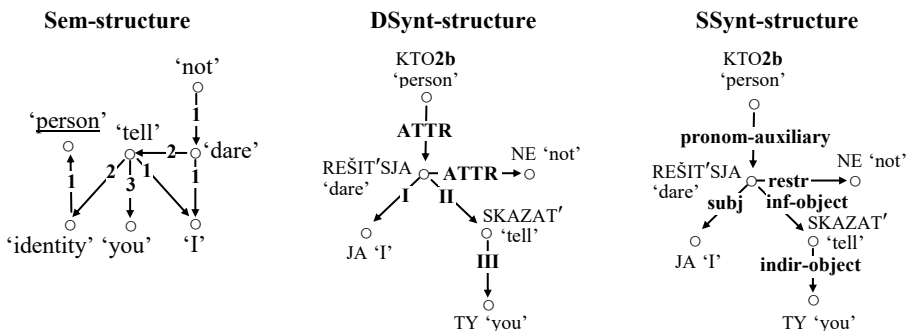 Sem-structure
DSynt-structure
SSynt-structure
'not'
1
'person'
'tell'
2
'dare'
1
2
3
1
1
'identity'
'you'
'I'
KTO2b
'person'
ATTR
REŠIT′SJA
'dare'
ATTR
NE 'not'
I
II
SKAZAT′
'tell'
JA 'I'
III
TY 'you'
KTO2b
'person'
pronom-auxiliary
REŠIT′SJA
'dare'
restr
NE 'not'
subj
inf-object
SKAZAT′
'tell'
JA 'I'
indir-object
TY 'you'